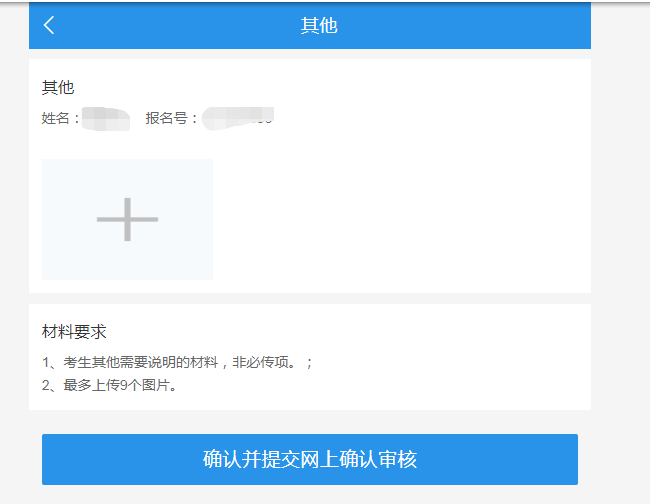 其他
其他
姓名： 报名号：
材料要求
1、考生其他需要说明的材料，非必传项。；
2、最多上传9个图片。
确认并提交网上确认审核